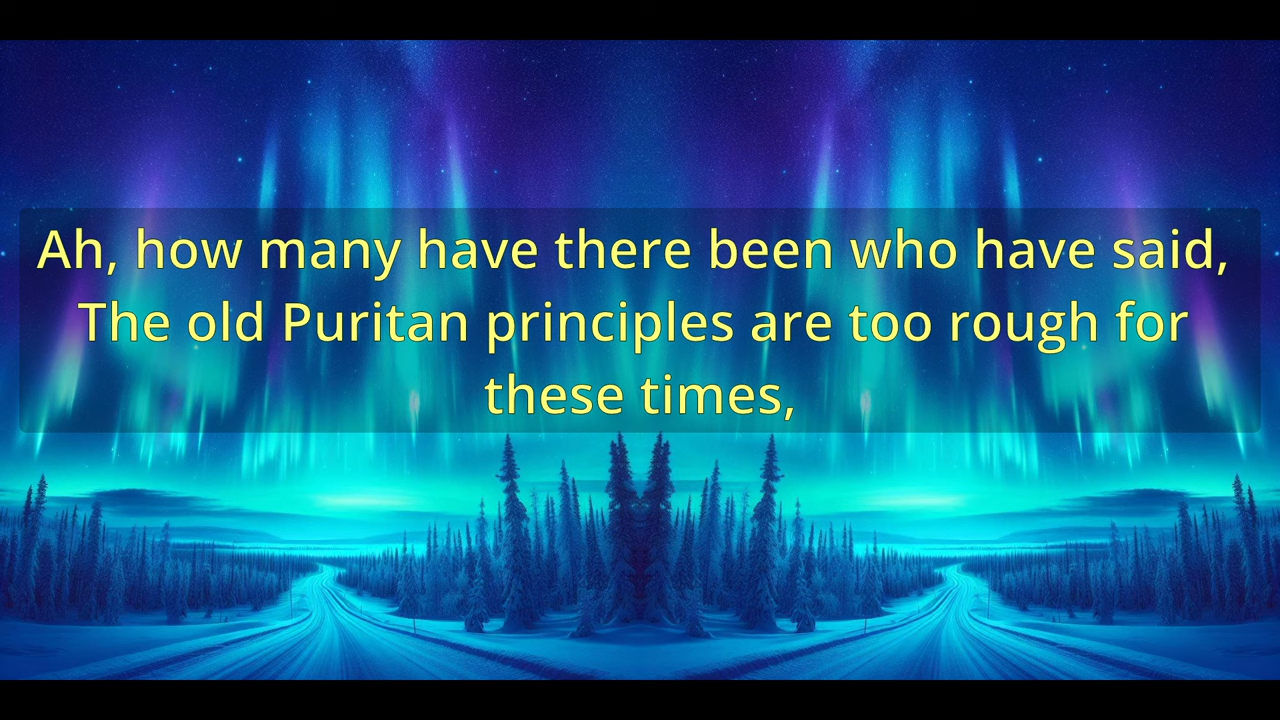 Ah, how many have there been who have said,
The old Puritan principles are too rough for
these times,